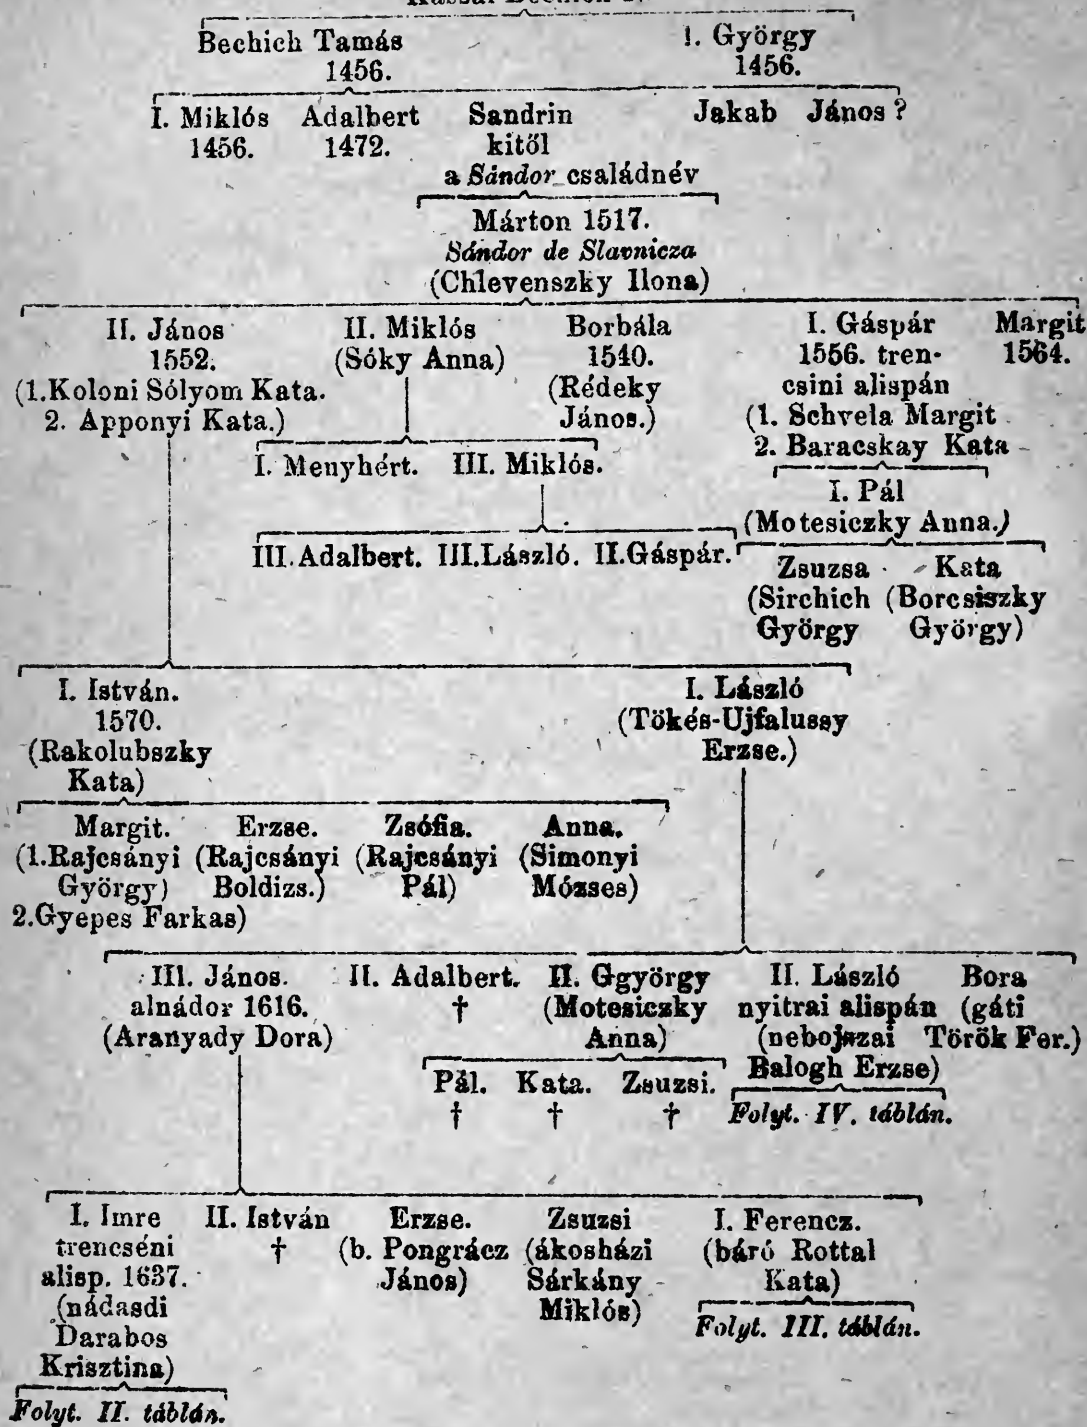 Bechich Tamás I. György
1456. 1456.
I. Miklós Adalbert Sandrin Jakab János ?
1456. 1472. kitől
a Sándor családnév
Márton 1517.
Sándor de Slavnicza
(Chlevenszky Ilona)
II. János II. Miklós Borbála I. Gáspár Margit
1552. (Sóky Anna) 1540. 1556. tren- 1564.
(1.Koloni Sólyom Kata. (Rédeky csini alispán
2. Apponyi Kata.) János.) (1. Schvela Margit
2. Baracskay Kata
I. Menyhért. III. Miklós.
I. Pál
(Motesiczky Anna.)
III. Adalbert. III. László. II. Gáspár.
Zsuzsa Kata
(Sirchich (Borcsiszky
György György)
I. István. I. László
1570. (Tökés-Ujfalussy
(Rakolubszky Erzse.)
Kata)
Margit. Erzse. Zsófia. Anna.
(1.Rajcsányi (Rajcsányi (Rajcsányi (Simonyi
György) Boldizs.) Pál) Mózses)
2.Gyepes Farkas)
III. János. II. Adalbert. II. Ggyörgy II. László Bora
alnádor 1616. † (Motesiczky nyitrai alispán (gáti
(Aranyady Dora) Anna) (nebojszai Török Fer.)
Balogh Erzse)
Pál. Kata. Zsuzsi.
† † † Folyt. IV. táblán.
I. Imre II. István Erzse. Zsuzsi I. Ferencz.
trencséni † (b. Pongrácz (ákosházi (báró Rottal
alisp. 1637. János) Sárkány Kata)
(nádasdi Miklós) Folyt. III. táblán.
Darabos
Krisztina)
Folyt. II. táblán.